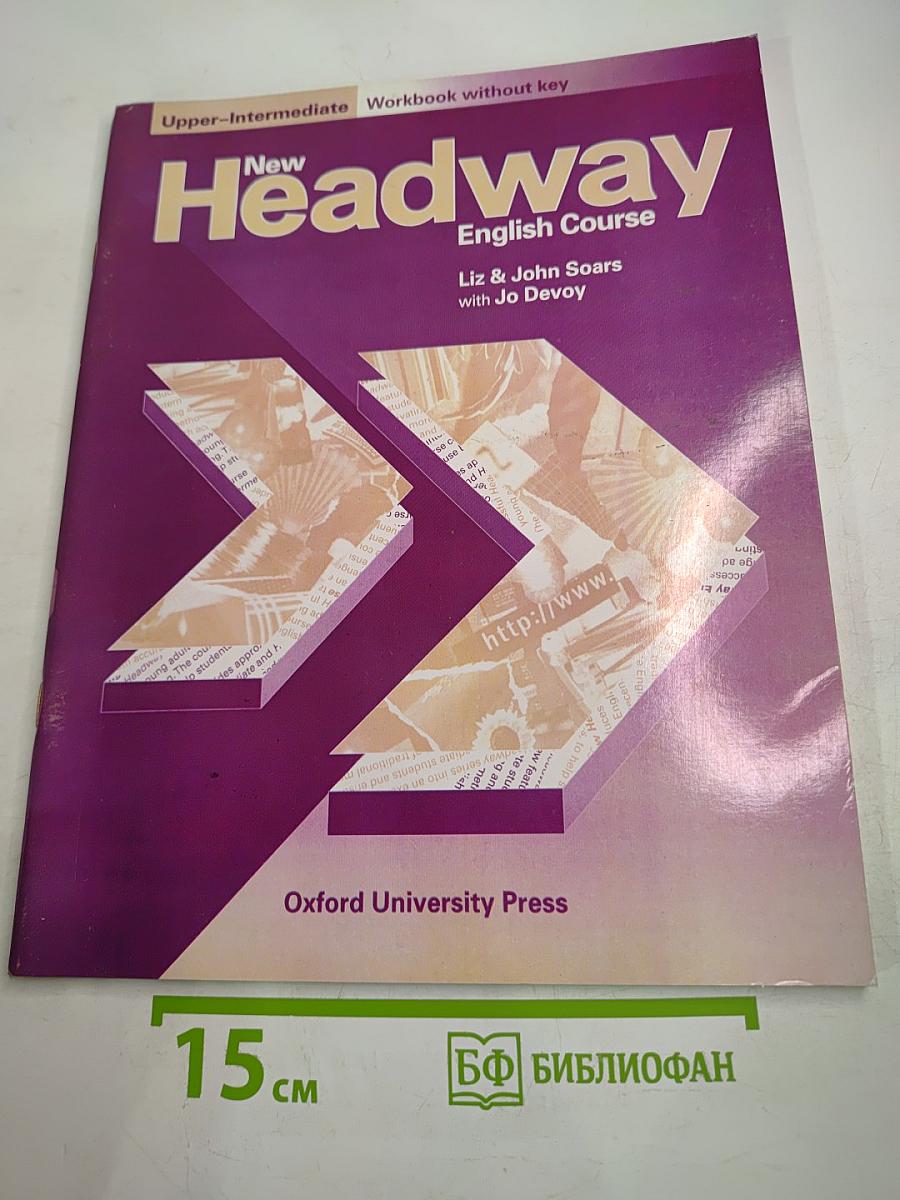 Upper–Intermediate Workbook without key
New
Headway
English Course
Liz & John Soars
with Jo Devoy
http://www.
Oxford University Press
15 см
БФ БИБЛИОФАН